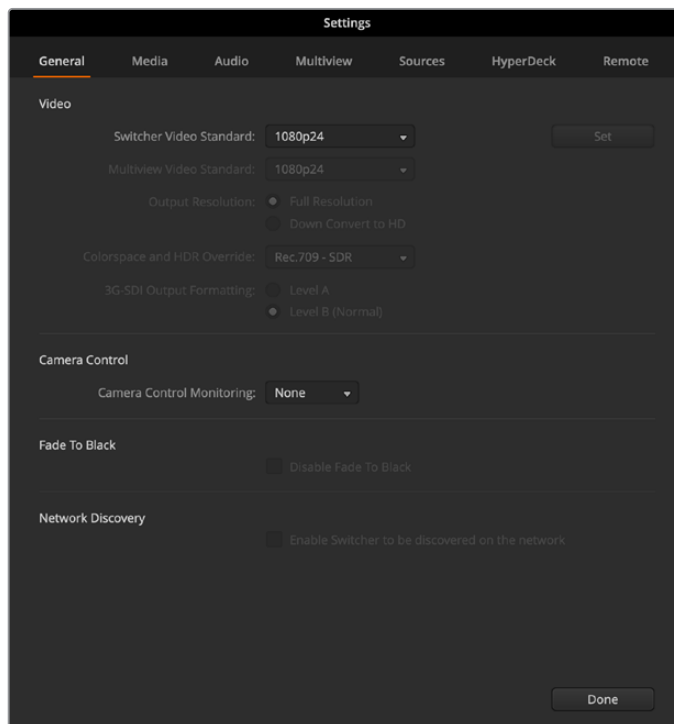 Settings
General Media Audio Multiview Sources HyperDeck Remote
Video
Switcher Video Standard: 1080p24 Set
Multiview Video Standard: 1080p24
Output Resolution: Full Resolution
Down Convert to HD
Colorspace and HDR Override: Rec.709 - SDR
3G-SDI Output Formatting: Level A
Level B (Normal)
Camera Control
Camera Control Monitoring: None
Fade To Black
Disable Fade To Black
Network Discovery
Enable Switcher to be discovered on the network
Done